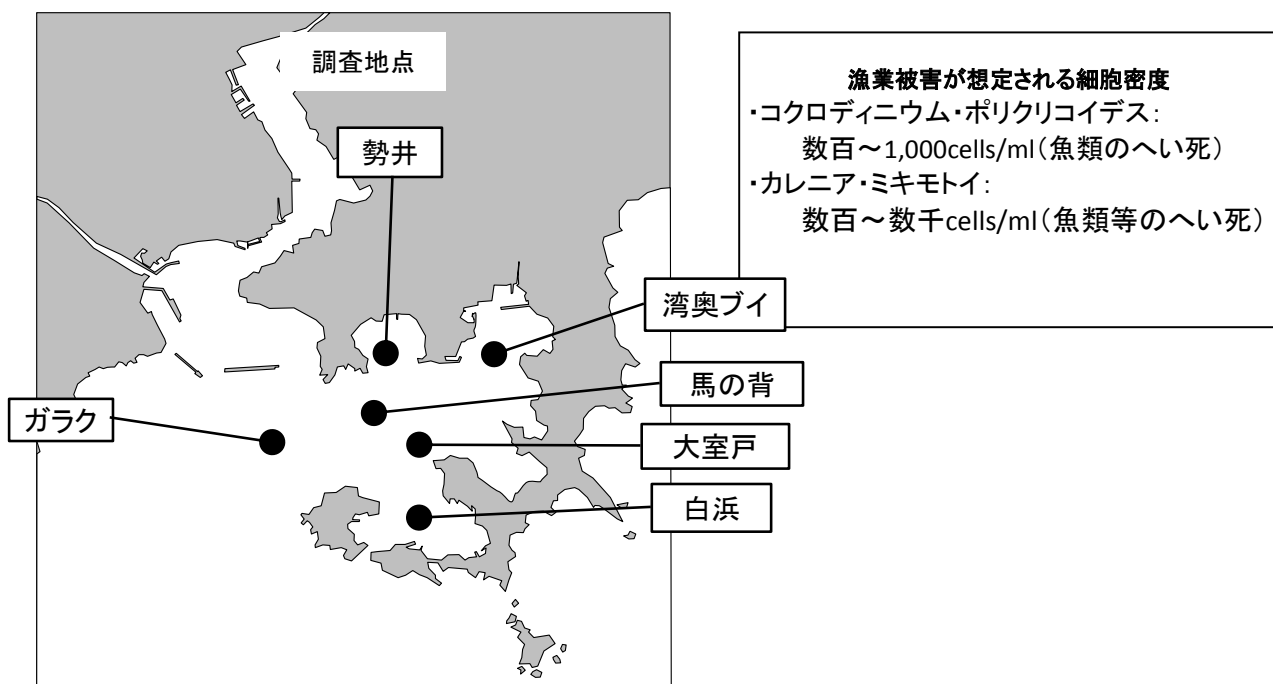 調査地点
勢井
湾奥ブイ
馬の背
ガラク
大室戸
白浜
漁業被害が想定される細胞密度
・コクロディニウム・ポリクリコイデス:
数百～1,000cells/ml(魚類のへい死)
・カレニア・ミキモトイ:
数百～数千cells/ml(魚類等のへい死)